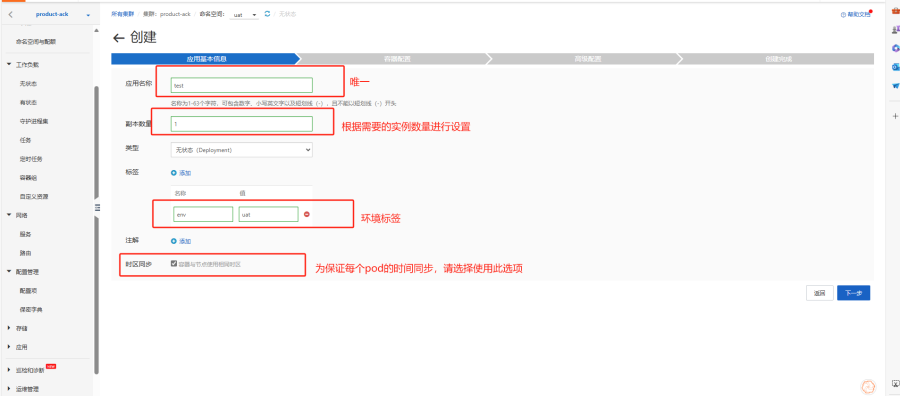 product-ack
所有集群 集群：product-ack 命名空间： uat 无状态
帮助文档
命名空间与配额
← 创建
工作负载
应用基本信息 容器配置 高级配置 创建完成
无状态
应用名称 test 唯一
有状态
名称为1-63个字符，可包含数字、小写英文字以及短划线（-），且不能以短划线（-）开头
守护进程集
副本数量 1 根据需要的实例数量进行设置
任务
类型 无状态（Deployment）
定时任务
标签 添加
容器组
名称 值
自定义资源
网络
env uat 环境标签
服务
注解 添加
路由
时区同步 容器与节点使用相同时区 为保证每个pod的时间同步，请选择使用此选项
配置管理
配置项
返回 下一步
保密字典
存储
应用
巡检和诊断 new
运维管理